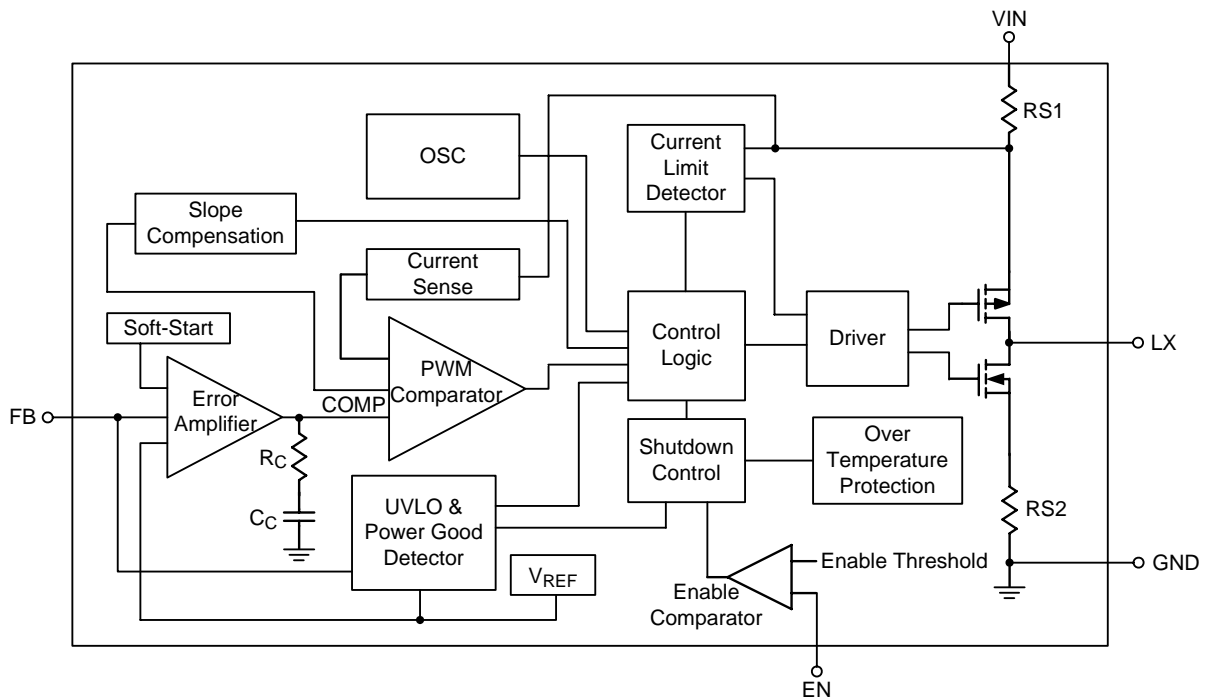 VIN
RS1
OSC
Current
Limit
Detector
Slope
Compensation
Current
Sense
Soft-Start
Control
Logic
Driver
LX
PWM
Comparator
Error
Amplifier
FB
COMP
RC
CC
Shutdown
Control
Over
Temperature
Protection
UVLO &
Power Good
Detector
RS2
VREF
Enable Threshold
Enable
Comparator
GND
EN